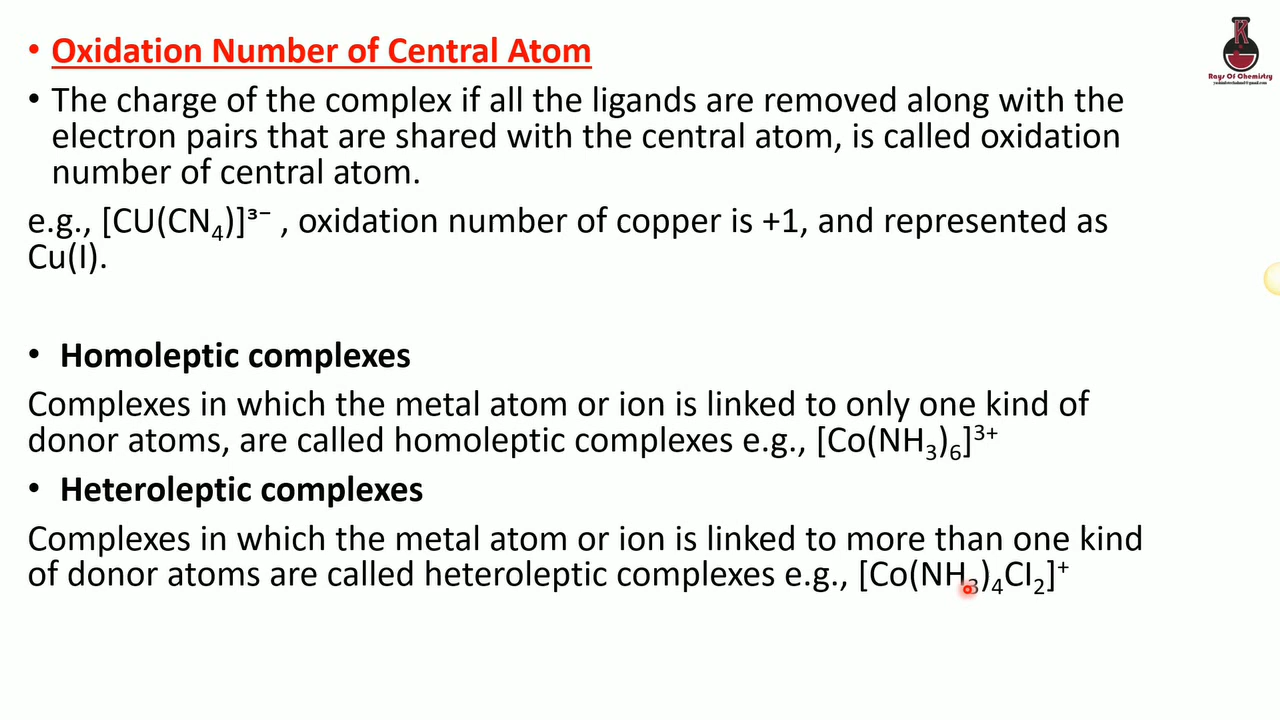 • Oxidation Number of Central Atom
• The charge of the complex if all the ligands are removed along with the
electron pairs that are shared with the central atom, is called oxidation
number of central atom.
e.g., [CU(CN₄)]³⁻ , oxidation number of copper is +1, and represented as
Cu(I).
• Homoleptic complexes
Complexes in which the metal atom or ion is linked to only one kind of
donor atoms, are called homoleptic complexes e.g., [Co(NH₃)₆]³⁺
• Heteroleptic complexes
Complexes in which the metal atom or ion is linked to more than one kind
of donor atoms are called heteroleptic complexes e.g., [Co(NH₃)₄CI₂]⁺
K
Rays Of Chemistry